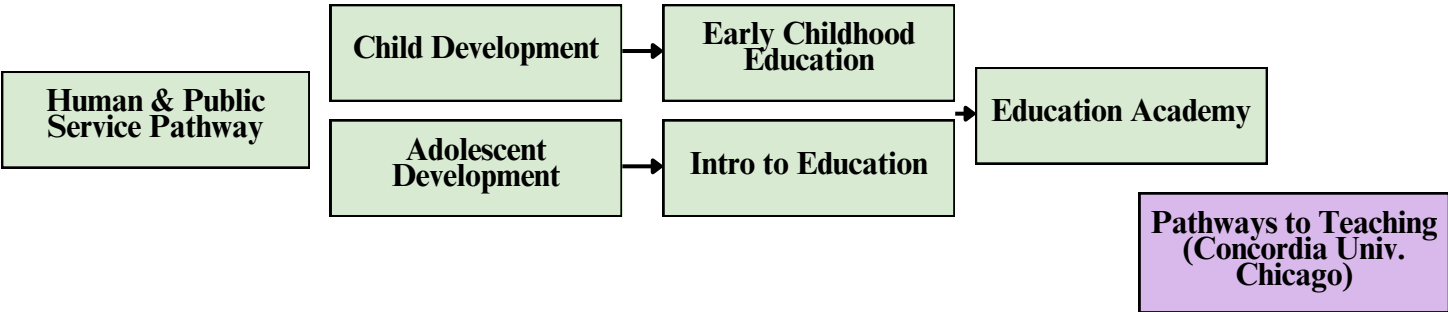 Human & Public
Service Pathway
Child Development
Early Childhood
Education
Adolescent
Development
Intro to Education
Education Academy
Pathways to Teaching
(Concordia Univ.
Chicago)